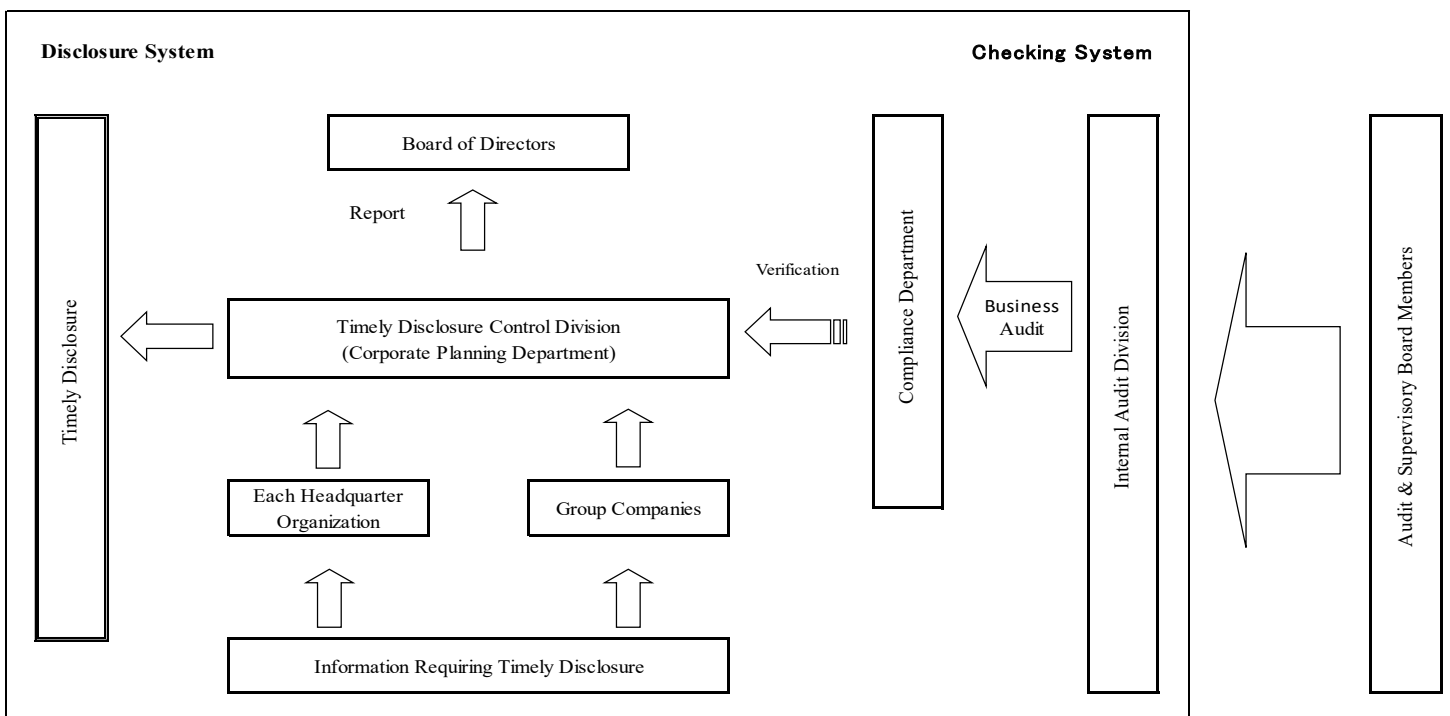 Disclosure System
Checking System
Board of Directors
Report
Verification
Timely Disclosure
Timely Disclosure Control Division
(Corporate Planning Department)
Compliance Department
Business
Audit
Internal Audit Division
Audit & Supervisory Board Members
Each Headquarter
Organization
Group Companies
Information Requiring Timely Disclosure